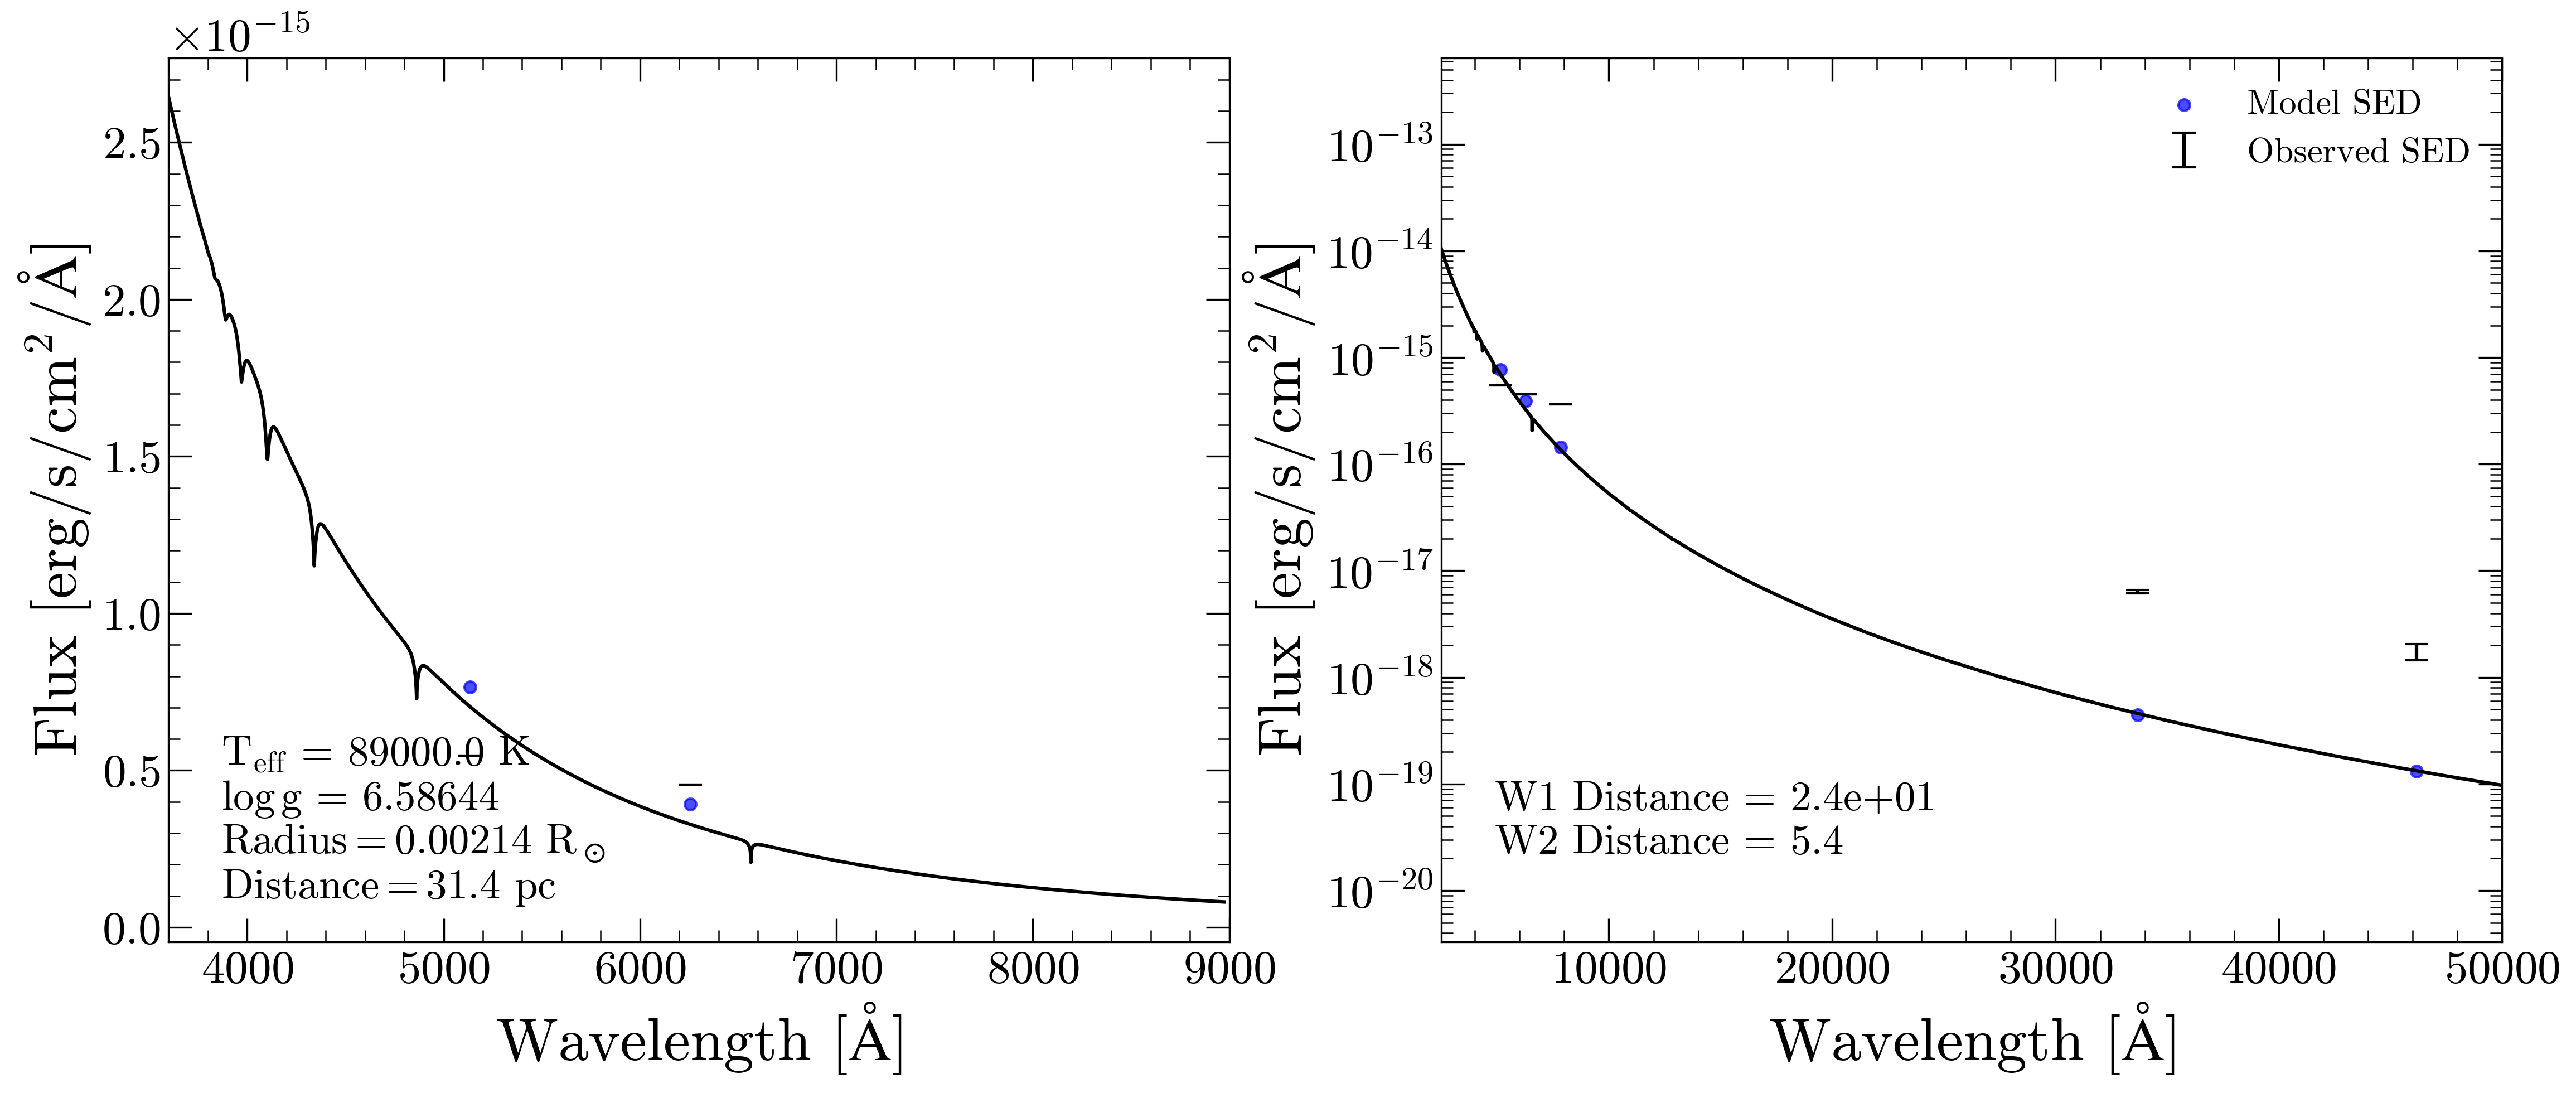 ×10⁻¹⁵
Flux [erg/s/cm²/Å]
2.5
2.0
1.5
1.0
0.5
0.0
T_eff = 89000.0 K
log g = 6.58644
Radius = 0.00214 R_⊙
Distance = 31.4 pc
4000 5000 6000 7000 8000 9000
Wavelength [Å]
Flux [erg/s/cm²/Å]
10⁻¹³
10⁻¹⁴
10⁻¹⁵
10⁻¹⁶
10⁻¹⁷
10⁻¹⁸
10⁻¹⁹
10⁻²⁰
Model SED
Observed SED
W1 Distance = 2.4e+01
W2 Distance = 5.4
10000 20000 30000 40000 50000
Wavelength [Å]